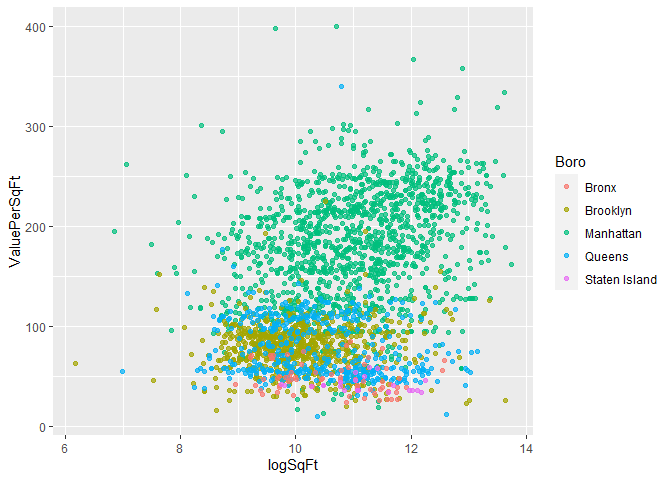 400
300
200
100
0
ValuePerSqFt
6 8 10 12 14
logSqFt
Boro
Bronx
Brooklyn
Manhattan
Queens
Staten Island